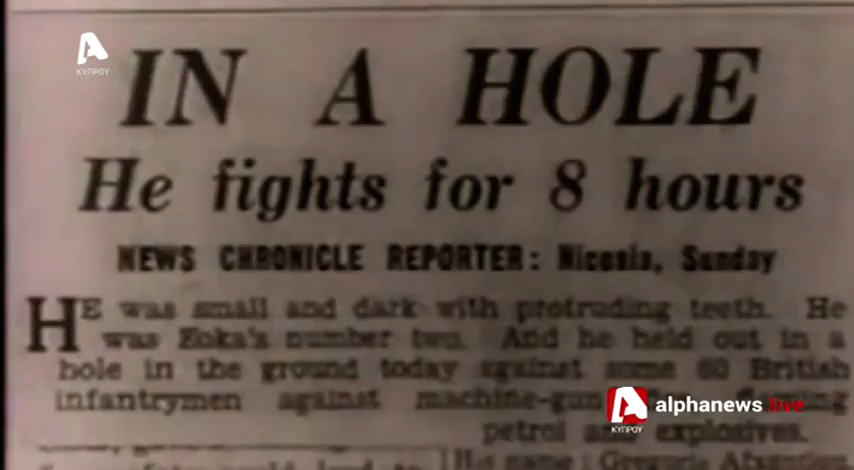 ΚΥΠΡΟΥ
IN A HOLE
He fights for 8 hours
NEWS CHRONICLE REPORTER: Nicosia, Sunday
HE was small and dark with protruding teeth. He
was Eoka's number two. And he held out in a
hole in the ground today against some 60 British
infantrymen against machine-gun
petrol and explosives.
alphanews.live
ΚΥΠΡΟΥ
His name: Gregoris Afxentiou